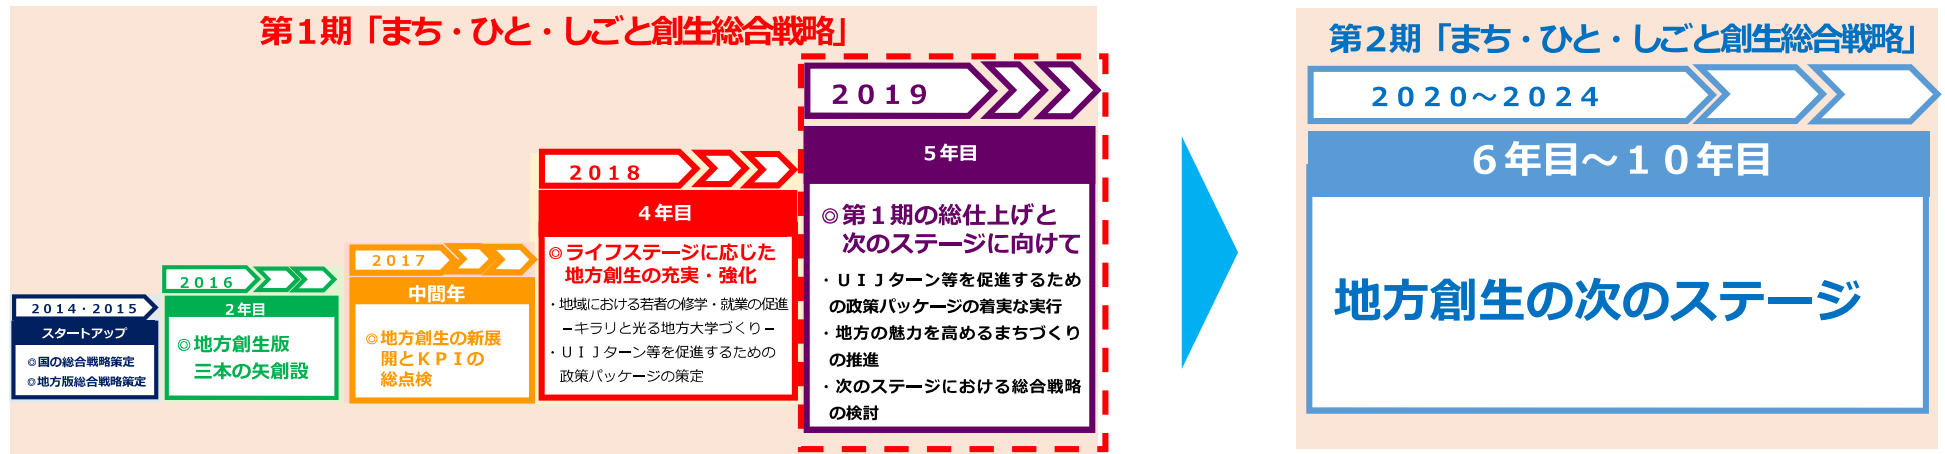 第１期「まち・ひと・しごと創生総合戦略」
２０１４・２０１５
スタートアップ
◎国の総合戦略策定
◎地方版総合戦略策定
２０１６
２年目
◎地方創生版
三本の矢創設
２０１７
中間年
◎地方創生の新展
開とＫＰＩの
総点検
２０１８
４年目
◎ライフステージに応じた
地方創生の充実・強化
・地域における若者の修学・就業の促進
－キラリと光る地方大学づくり－
・ＵＩＪターン等を促進するための
政策パッケージの策定
２０１９
５年目
◎第１期の総仕上げと
次のステージに向けて
・ＵＩＪターン等を促進するため
の政策パッケージの着実な実行
・地方の魅力を高めるまちづくり
の推進
・次のステージにおける総合戦略
の検討
第２期「まち・ひと・しごと創生総合戦略」
２０２０～２０２４
６年目～１０年目
地方創生の次のステージ